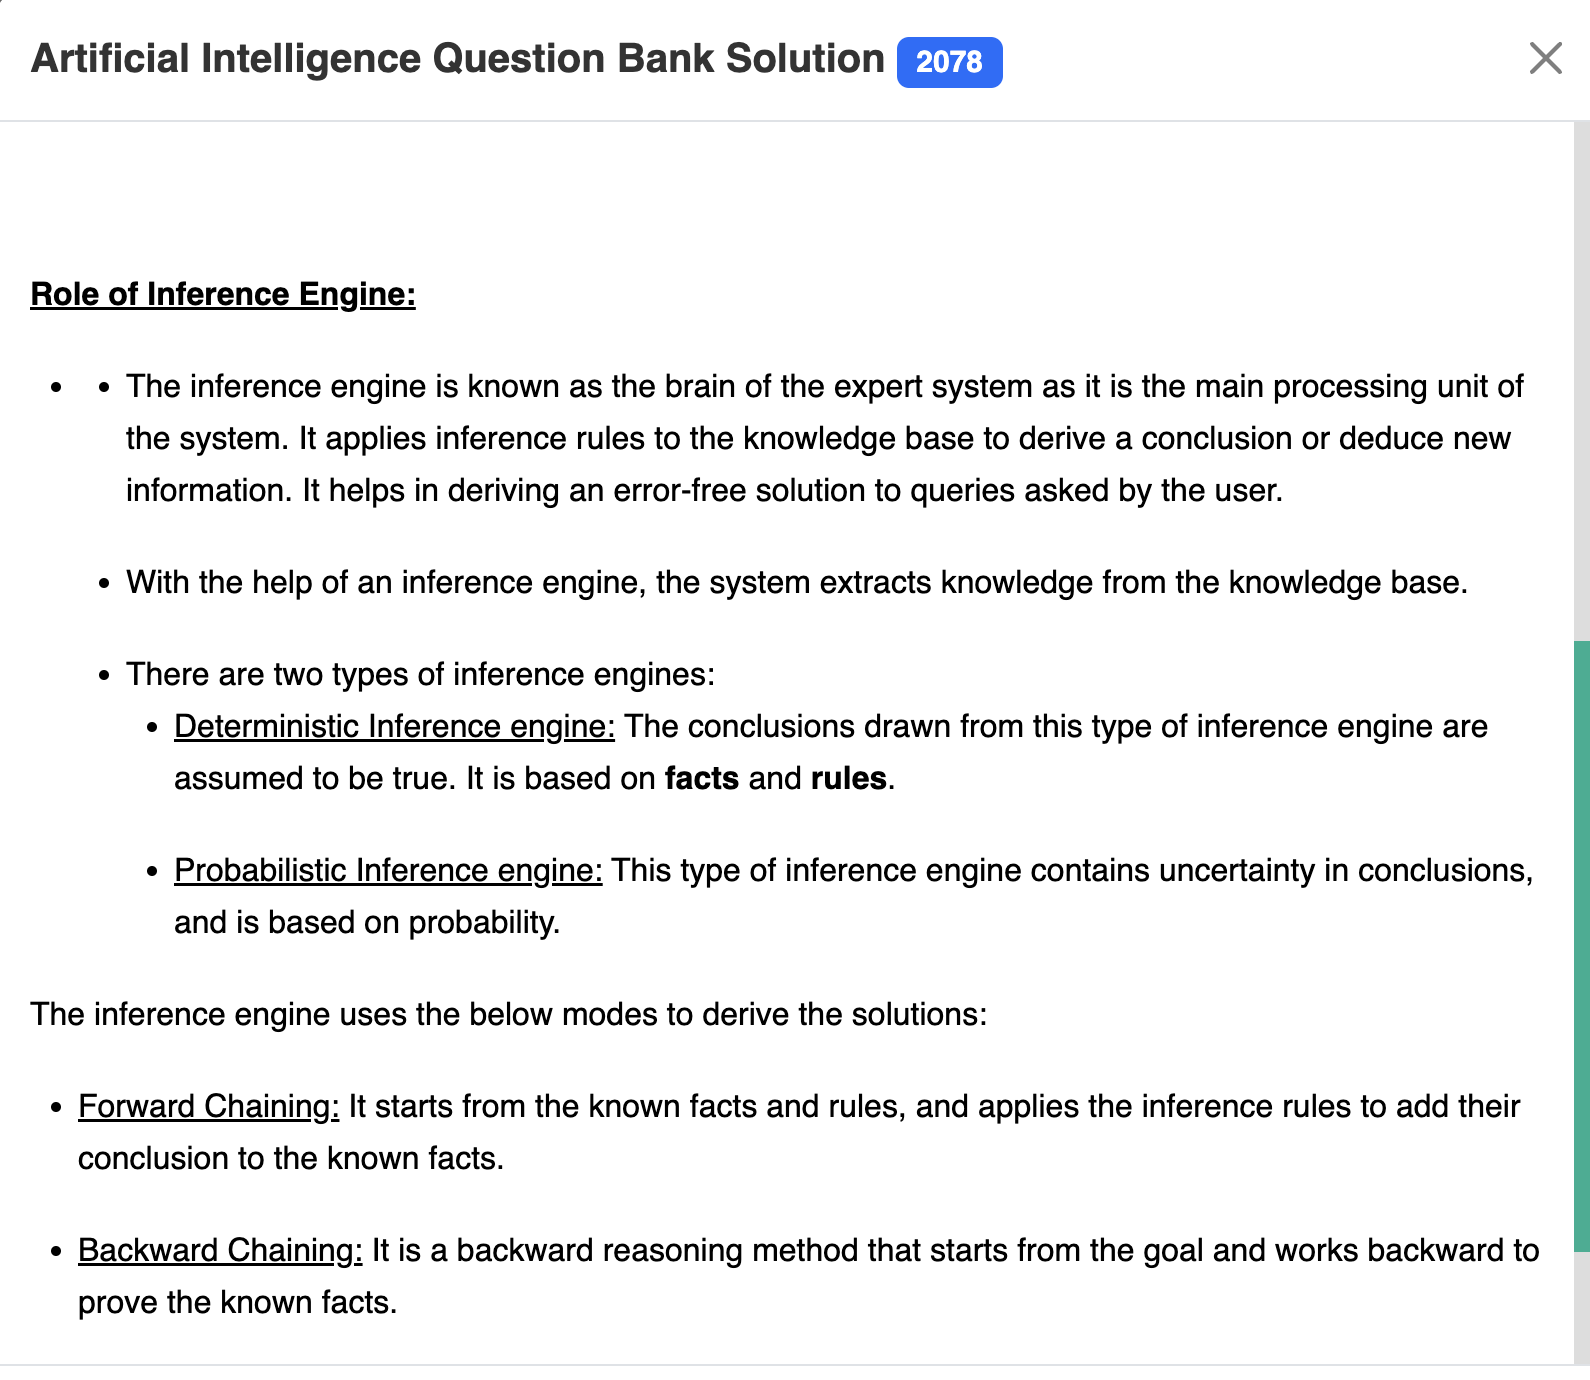 Artificial Intelligence Question Bank Solution 2078
Role of Inference Engine:
• • The inference engine is known as the brain of the expert system as it is the main processing unit of
the system. It applies inference rules to the knowledge base to derive a conclusion or deduce new
information. It helps in deriving an error-free solution to queries asked by the user.
• With the help of an inference engine, the system extracts knowledge from the knowledge base.
• There are two types of inference engines:
• Deterministic Inference engine: The conclusions drawn from this type of inference engine are
assumed to be true. It is based on facts and rules.
• Probabilistic Inference engine: This type of inference engine contains uncertainty in conclusions,
and is based on probability.
The inference engine uses the below modes to derive the solutions:
• Forward Chaining: It starts from the known facts and rules, and applies the inference rules to add their
conclusion to the known facts.
• Backward Chaining: It is a backward reasoning method that starts from the goal and works backward to
prove the known facts.